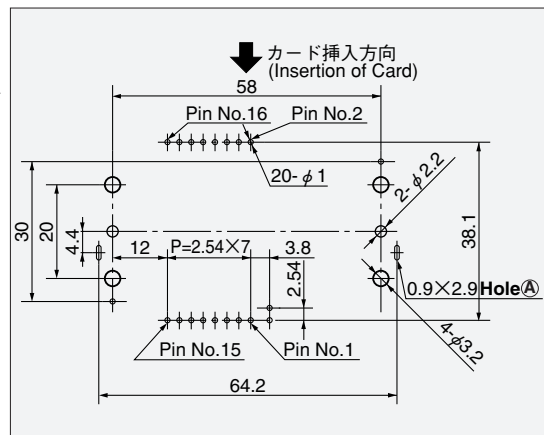 カード挿入方向
(Insertion of Card)
58
Pin No.16
Pin No.2
20-φ1
2-φ2.2
30
20
4.4
12
P=2.54×7
3.8
2.54
38.1
0.9×2.9HoleⒶ
4-φ3.2
Pin No.15
Pin No.1
64.2